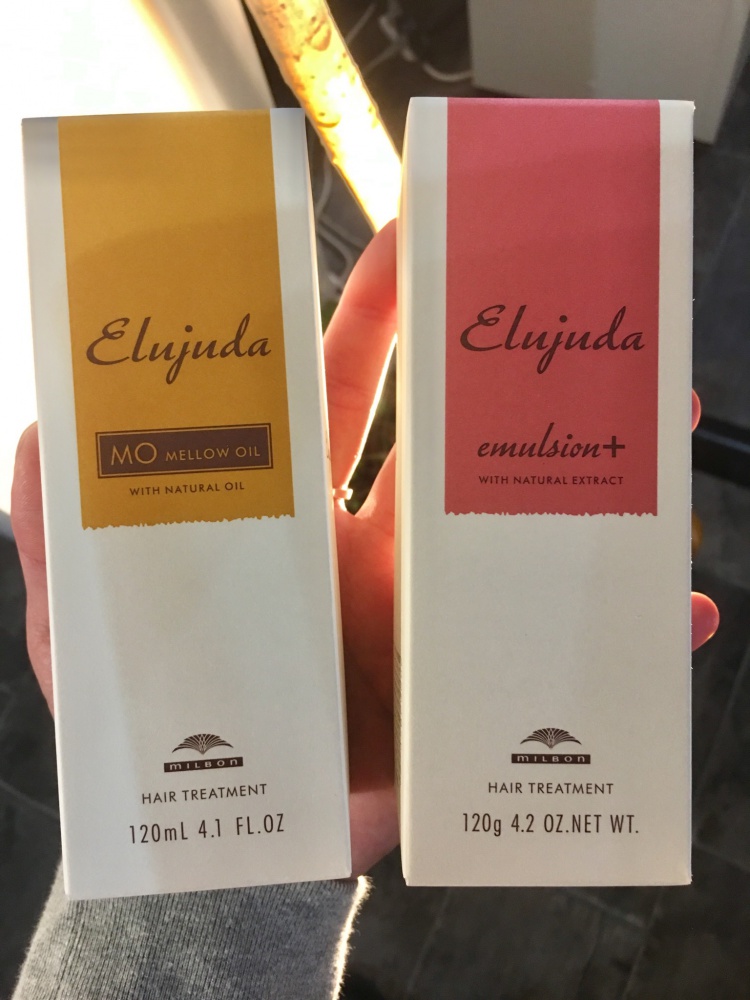 Elujuda
MO MELLOW OIL
WITH NATURAL OIL
MILBON
HAIR TREATMENT
120mL 4.1 FL.OZ
Elujuda
emulsion+
WITH NATURAL EXTRACT
MILBON
HAIR TREATMENT
120g 4.2 OZ.NET WT.